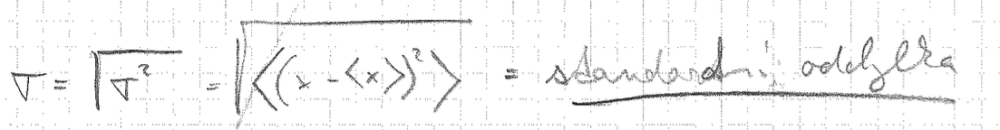 σ = √σ² = √⟨(x - ⟨x⟩)²⟩ = standardní odchylka